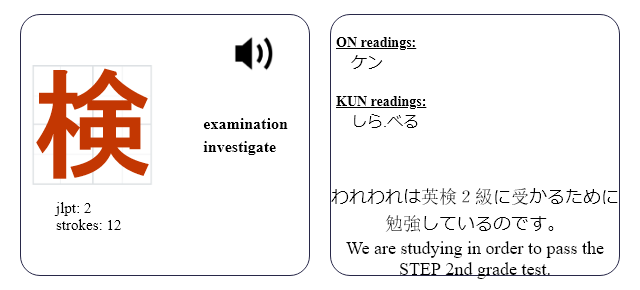 検
examination
investigate
jlpt: 2
strokes: 12
ON readings:
ケン
KUN readings:
しら.べる
われわれは英検２級に受かるために
勉強しているのです。
We are studying in order to pass the
STEP 2nd grade test.